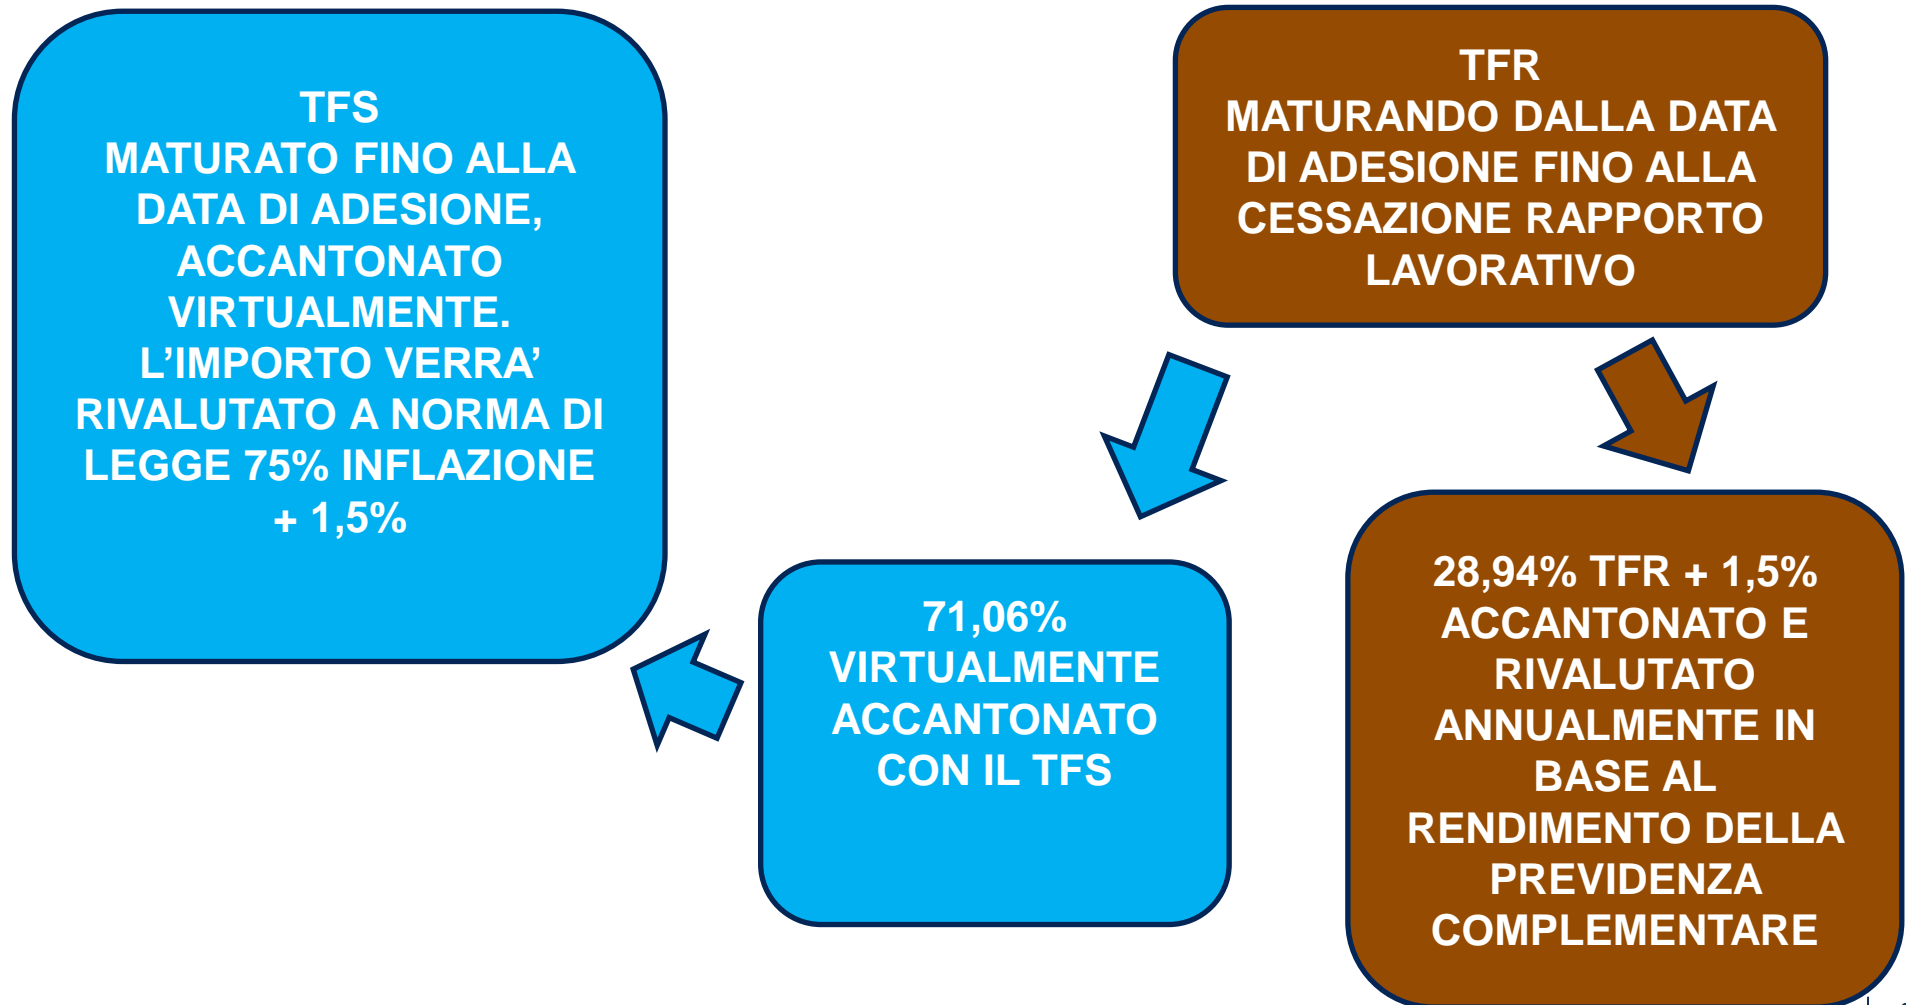 TFS
MATURATO FINO ALLA
DATA DI ADESIONE,
ACCANTONATO
VIRTUALMENTE.
L’IMPORTO VERRA’
RIVALUTATO A NORMA DI
LEGGE 75% INFLAZIONE
+ 1,5%
TFR
MATURANDO DALLA DATA
DI ADESIONE FINO ALLA
CESSAZIONE RAPPORTO
LAVORATIVO
71,06%
VIRTUALMENTE
ACCANTONATO
CON IL TFS
28,94% TFR + 1,5%
ACCANTONATO E
RIVALUTATO
ANNUALMENTE IN
BASE AL
RENDIMENTO DELLA
PREVIDENZA
COMPLEMENTARE